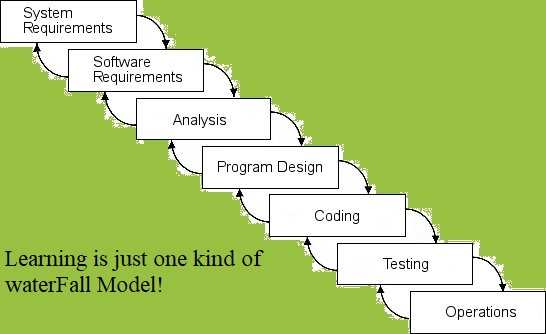 System
Requirements
Software
Requirements
Analysis
Program Design
Coding
Testing
Operations
Learning is just one kind of
waterFall Model!